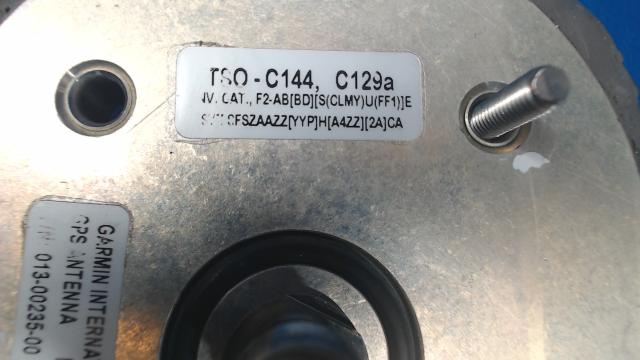 TSO - C144, C129a
NV. CAT., F2-AB[BD][S(CLMY)U(FF1)]E
SFSZAAZZ[YYP]H[A4ZZ][2A]CA
GARMIN INTERNA
GPS ANTENNA
013-00235-00